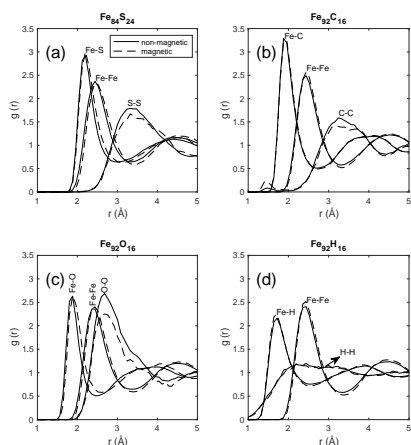 Fe84S24
(a)
Fe-S
Fe-Fe
S-S
non-magnetic
magnetic
g (r)
0
0.5
1
1.5
2
2.5
3
3.5
1 2 3 4 5
r (Å)
Fe92C16
(b)
Fe-C
Fe-Fe
C-C
g (r)
0
0.5
1
1.5
2
2.5
3
3.5
1 2 3 4 5
r (Å)
Fe92O16
(c)
Fe-O
Fe-Fe
O-O
g (r)
0
0.5
1
1.5
2
2.5
3
3.5
1 2 3 4 5
r (Å)
Fe92H16
(d)
Fe-H
Fe-Fe
H-H
g (r)
0
0.5
1
1.5
2
2.5
3
3.5
1 2 3 4 5
r (Å)